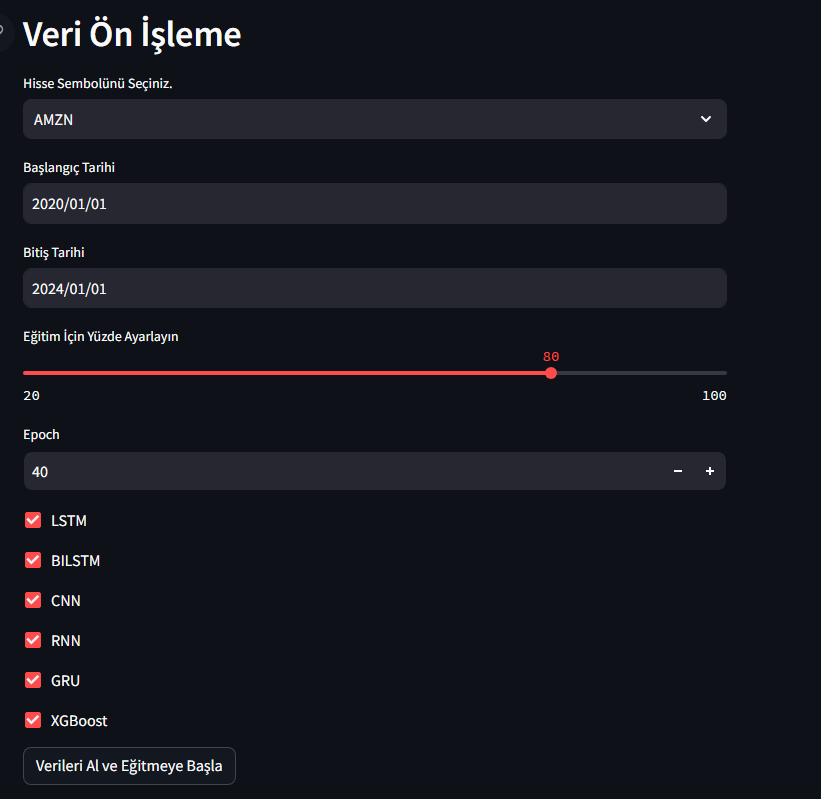 Veri Ön İşleme
Hisse Sembolünü Seçiniz.
AMZN
Başlangıç Tarihi
2020/01/01
Bitiş Tarihi
2024/01/01
Eğitim İçin Yüzde Ayarlayın
80
20 100
Epoch
40
LSTM
BILSTM
CNN
RNN
GRU
XGBoost
Verileri Al ve Eğitmeye Başla